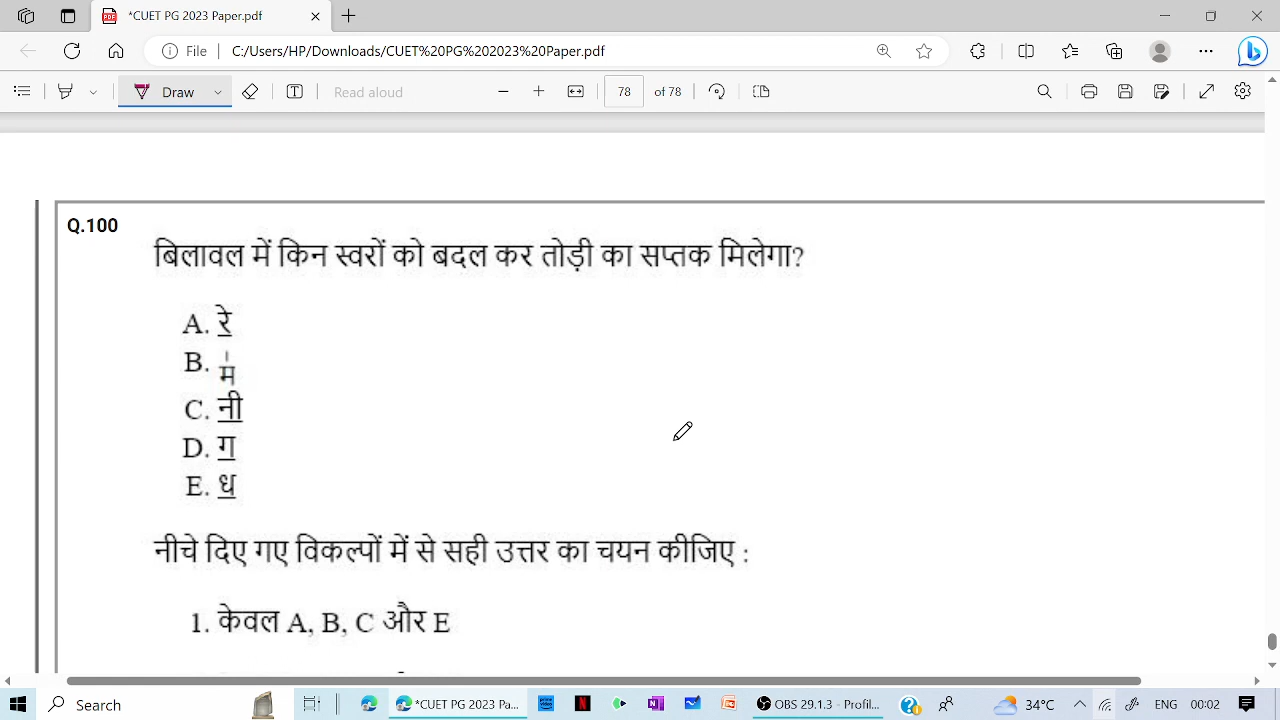 *CUET PG 2023 Paper.pdf
File C:/Users/HP/Downloads/CUET%20PG%202023%20Paper.pdf
Draw Read aloud 78 of 78
Q.100
बिलावल में किन स्वरों को बदल कर तोड़ी का सप्तक मिलेगा?
A. रे
B. म॑
C. नी
D. ग
E. ध
नीचे दिए गए विकल्पों में से सही उत्तर का चयन कीजिए :
1. केवल A, B, C और E
Search *CUET PG 2023 Pa... OBS 29.1.3 - Profil... 34°C ENG 00:02